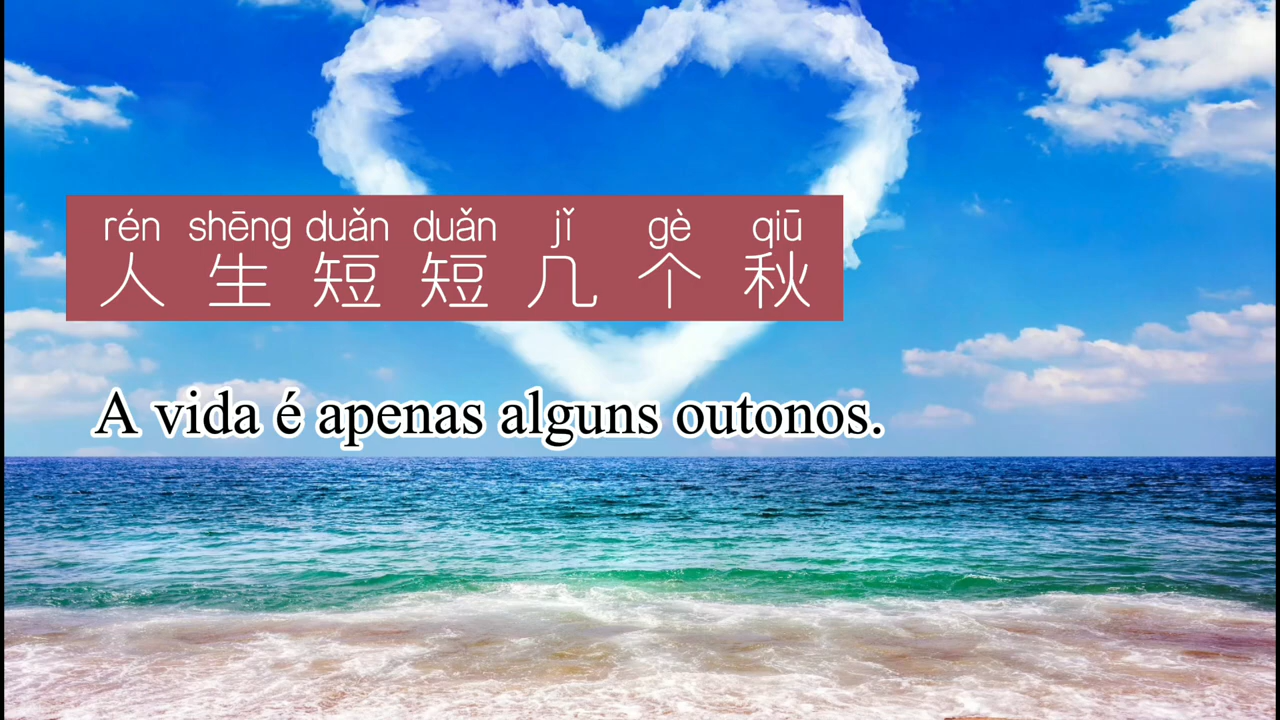 rén shēng duǎn duǎn jǐ gè qiū
人生短短几个秋
A vida é apenas alguns outonos.